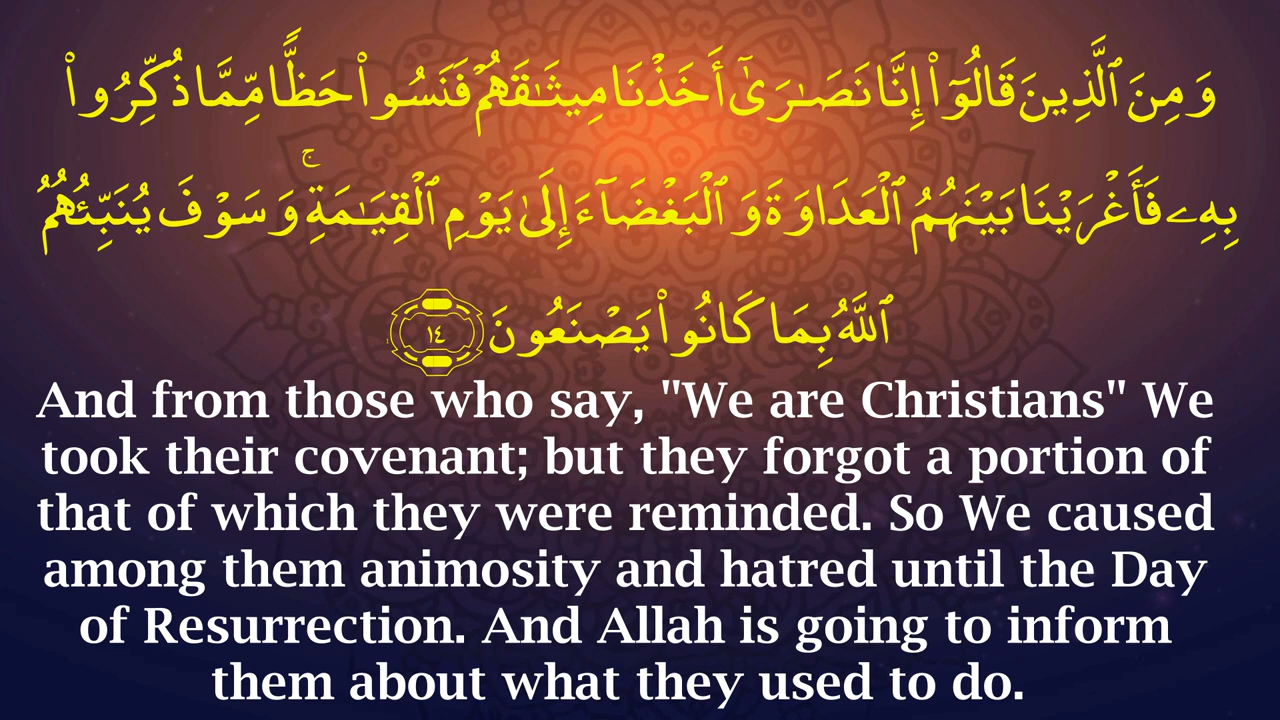 وَمِنَ ٱلَّذِينَ قَالُوٓا۟ إِنَّا نَصَـٰرَىٰٓ أَخَذْنَا مِيثَـٰقَهُمْ فَنَسُوا۟ حَظًّا مِّمَّا ذُكِّرُوا۟
بِهِۦ فَأَغْرَيْنَا بَيْنَهُمُ ٱلْعَدَاوَةَ وَٱلْبَغْضَآءَ إِلَىٰ يَوْمِ ٱلْقِيَـٰمَةِ ۚ وَسَوْفَ يُنَبِّئُهُمُ
ٱللَّهُ بِمَا كَانُوا۟ يَصْنَعُونَ ١٤
And from those who say, "We are Christians" We
took their covenant; but they forgot a portion of
that of which they were reminded. So We caused
among them animosity and hatred until the Day
of Resurrection. And Allah is going to inform
them about what they used to do.